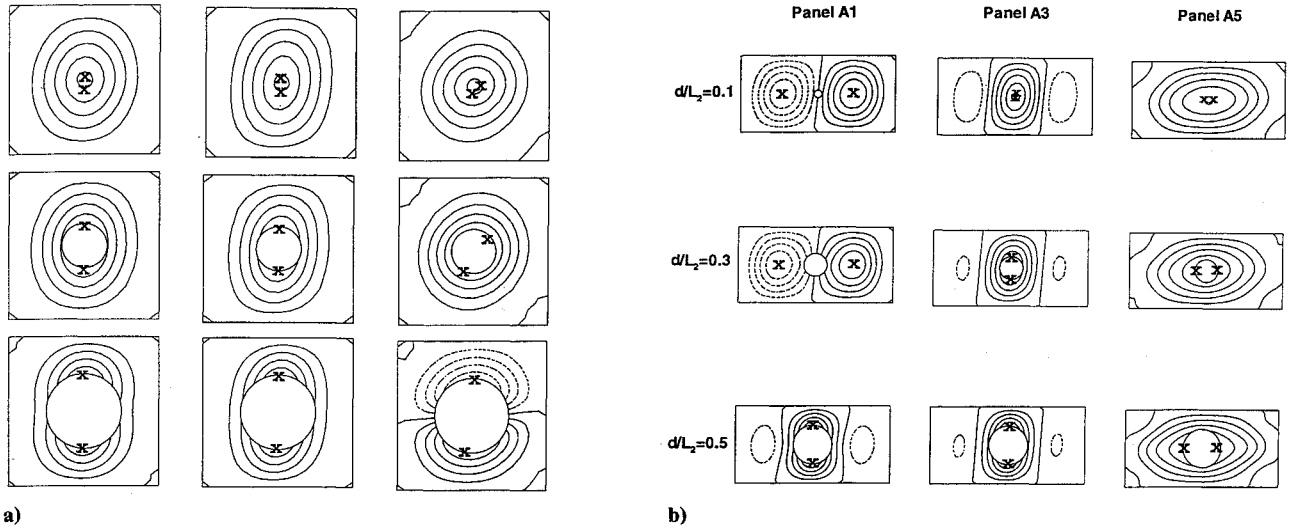 Panel A1 Panel A3 Panel A5
d/L₂=0.1
d/L₂=0.3
d/L₂=0.5
a) b)